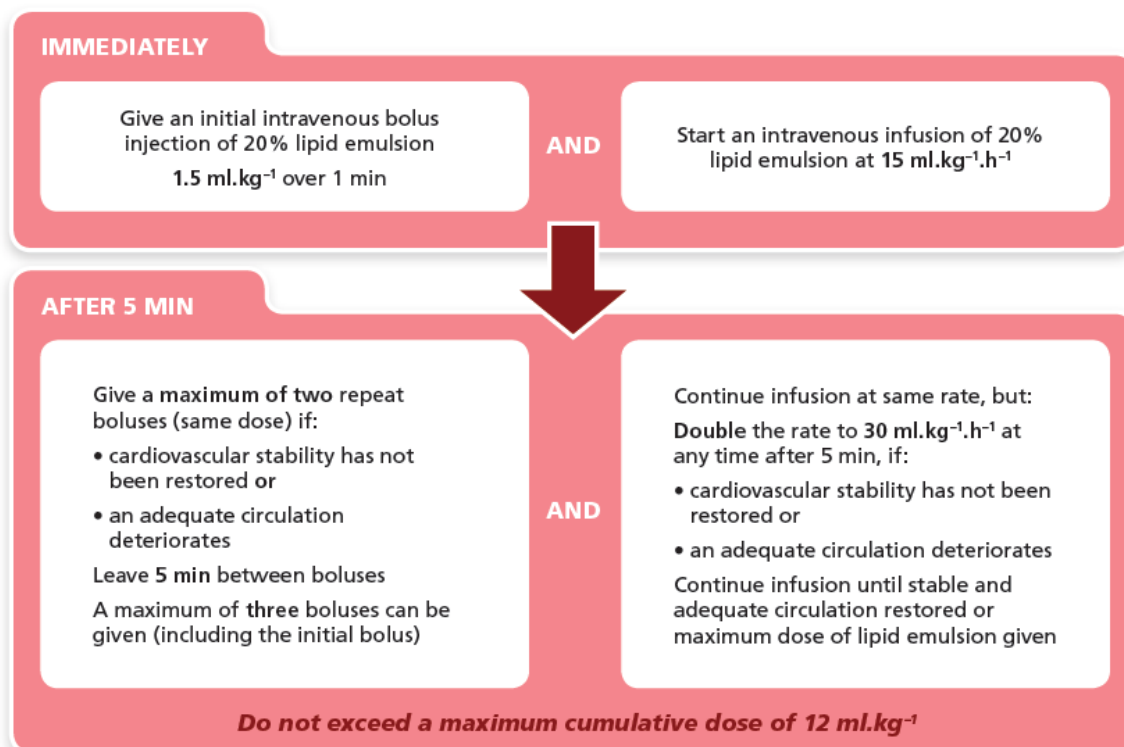 IMMEDIATELY
Give an initial intravenous bolus
injection of 20% lipid emulsion
1.5 ml.kg⁻¹ over 1 min
AND
Start an intravenous infusion of 20%
lipid emulsion at 15 ml.kg⁻¹.h⁻¹
AFTER 5 MIN
Give a maximum of two repeat
boluses (same dose) if:
• cardiovascular stability has not
been restored or
• an adequate circulation
deteriorates
Leave 5 min between boluses
A maximum of three boluses can be
given (including the initial bolus)
AND
Continue infusion at same rate, but:
Double the rate to 30 ml.kg⁻¹.h⁻¹ at
any time after 5 min, if:
• cardiovascular stability has not been
restored or
• an adequate circulation deteriorates
Continue infusion until stable and
adequate circulation restored or
maximum dose of lipid emulsion given
Do not exceed a maximum cumulative dose of 12 ml.kg⁻¹